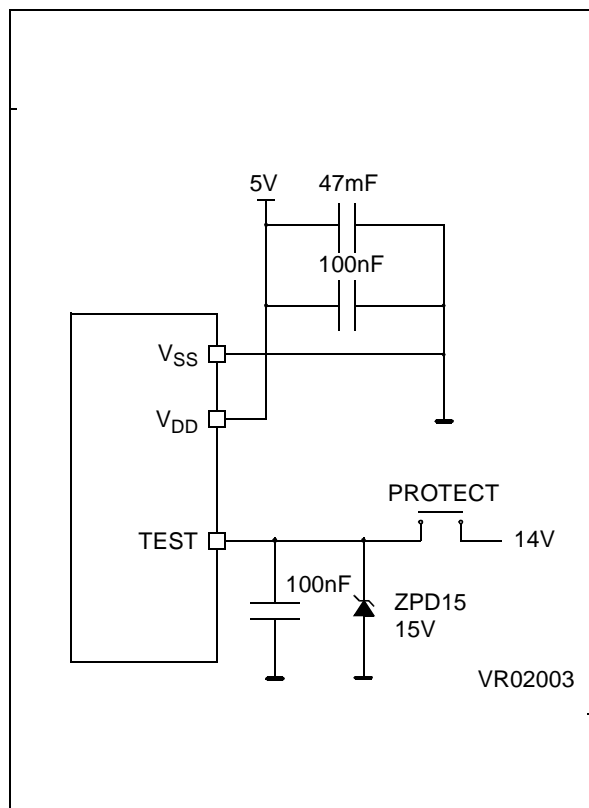 5V 47mF
100nF
VSS
VDD
PROTECT
TEST 14V
100nF ZPD15
15V
VR02003